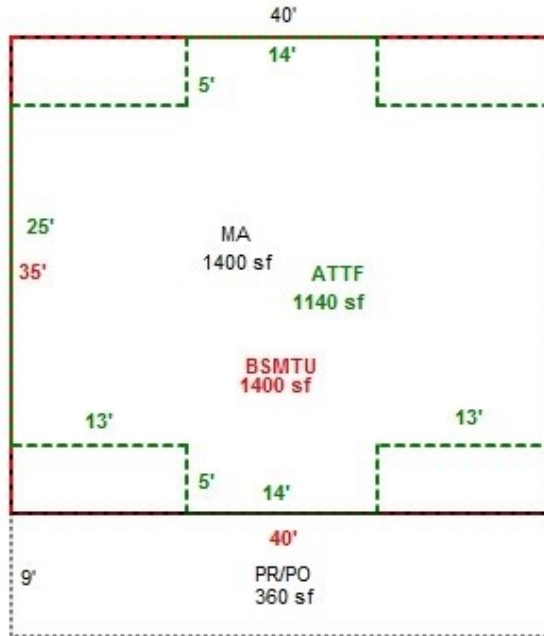 40'
14'
5'
25'
MA
1400 sf
35'
ATTF
1140 sf
BSMTU
1400 sf
13'
13'
5'
14'
40'
9'
PR/PO
360 sf